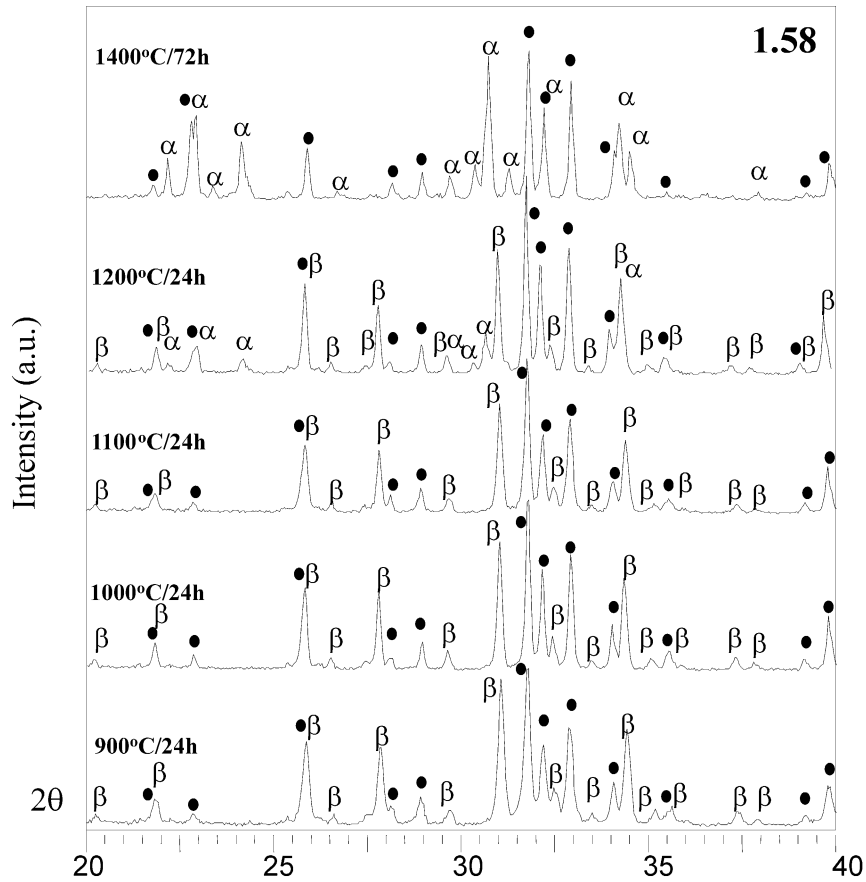 1.58
1400°C/72h
● α ● α α α ● α ● ● α α α α ● ● α ● ● α α ● α ● ●
1200°C/24h
β ● β α ● α α ● β β β β ● ● β α α α β ● ● β ● β ● β α β ● β β β ● β β
1100°C/24h
β ● β ● ● β β β ● ● β β ● ● β ● β ● β β ● β β β ● ●
1000°C/24h
β ● β ● ● β β β ● ● β β ● ● β ● β ● β β ● β β β ● ●
900°C/24h
β ● β ● ● β β β ● ● β β ● ● β ● β ● β β ● β β β ● ●
Intensity (a.u.)
2θ
20 25 30 35 40